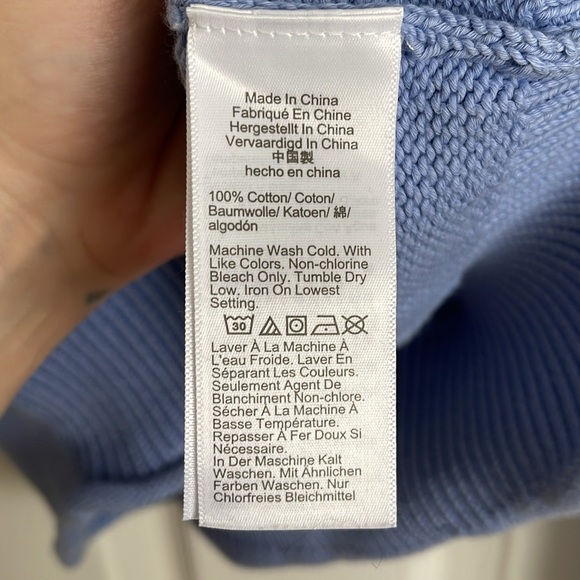 Made In China
Fabriqué En Chine
Hergestellt In China
Vervaardigd In China
中国製
hecho en china
100% Cotton/ Coton/
Baumwolle/ Katoen/ 綿/
algodón
Machine Wash Cold. With
Like Colors. Non-chlorine
Bleach Only. Tumble Dry
Low. Iron On Lowest
Setting.
30
Laver À La Machine À
L'eau Froide. Laver En
Séparant Les Couleurs.
Seulement Agent De
Blanchiment Non-chlore.
Sécher À La Machine À
Basse Température.
Repasser À Fer Doux Si
Nécessaire.
In Der Maschine Kalt
Waschen. Mit Ähnlichen
Farben Waschen. Nur
Chlorfreies Bleichmittel